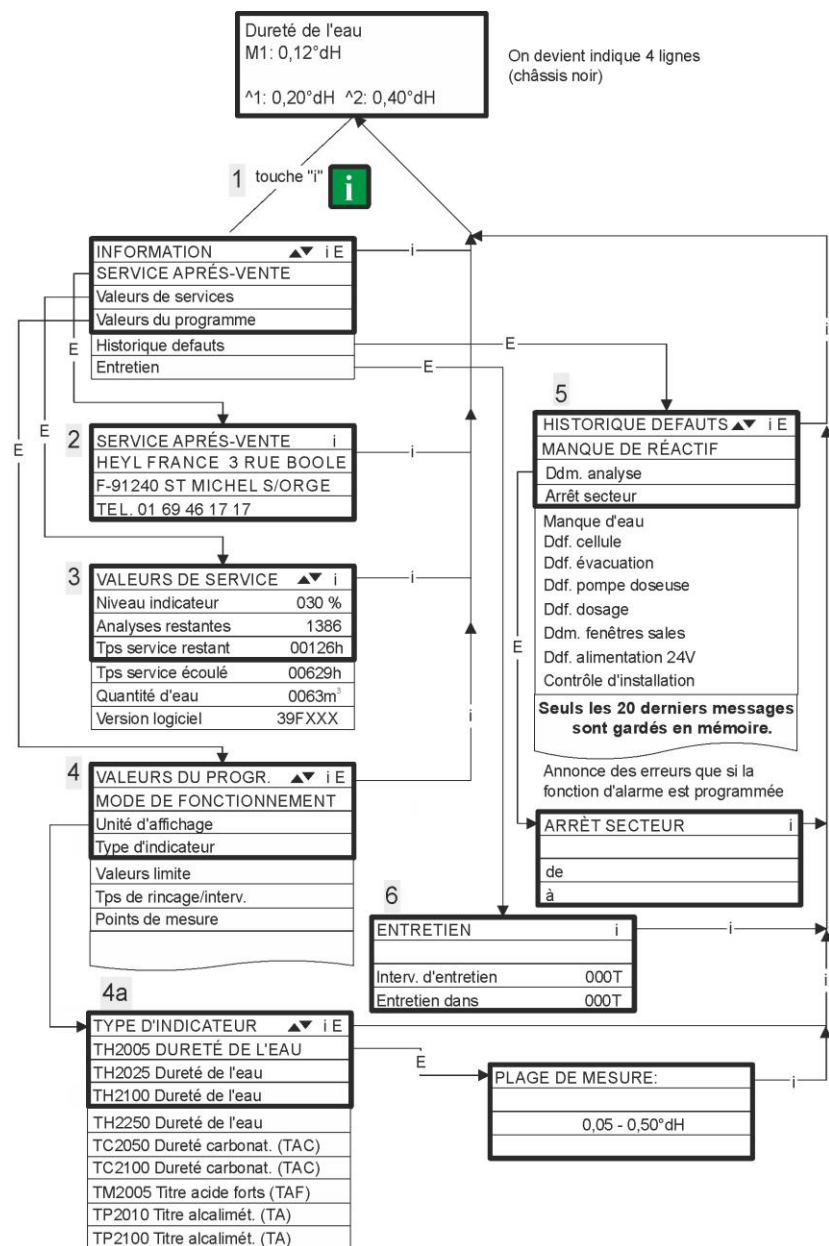 Dureté de l'eau
M1: 0,12°dH
^1: 0,20°dH ^2: 0,40°dH
On devient indique 4 lignes
(châssis noir)
1 touche "i" i
INFORMATION ▲▼ i E
SERVICE APRÉS-VENTE
Valeurs de services
Valeurs du programme
Historique defauts
Entretien
i
E
E
E
E
E
2
SERVICE APRÉS-VENTE i
HEYL FRANCE 3 RUE BOOLE
F-91240 ST MICHEL S/ORGE
TEL. 01 69 46 17 17
i
3
VALEURS DE SERVICE ▲▼ i
Niveau indicateur 030 %
Analyses restantes 1386
Tps service restant 00126h
Tps service écoulé 00629h
Quantité d'eau 0063m³
Version logiciel 39FXXX
i
i
4
VALEURS DU PROGR. ▲▼ i E
MODE DE FONCTIONNEMENT
Unité d'affichage
Type d'indicateur
Valeurs limite
Tps de rincage/interv.
Points de mesure
i
4a
TYPE D'INDICATEUR ▲▼ i E
TH2005 DURETÉ DE L'EAU
TH2025 Dureté de l'eau
TH2100 Dureté de l'eau
TH2250 Dureté de l'eau
TC2050 Dureté carbonat. (TAC)
TC2100 Dureté carbonat. (TAC)
TM2005 Titre acide forts (TAF)
TP2010 Titre alcalimét. (TA)
TP2100 Titre alcalimét. (TA)
E
PLAGE DE MESURE:
0,05 - 0,50°dH
i
5
HISTORIQUE DEFAUTS ▲▼ i E
MANQUE DE RÉACTIF
Ddm. analyse
Arrêt secteur
Manque d'eau
Ddf. cellule
Ddf. évacuation
Ddf. pompe doseuse
Ddf. dosage
Ddm. fenêtres sales
Ddf. alimentation 24V
Contrôle d'installation
Seuls les 20 derniers messages
sont gardés en mémoire.
Annonce des erreurs que si la
fonction d'alarme est programmée
i
i
E
ARRÈT SECTEUR i
de
à
i
6
ENTRETIEN i
Interv. d'entretien 000T
Entretien dans 000T
i
i